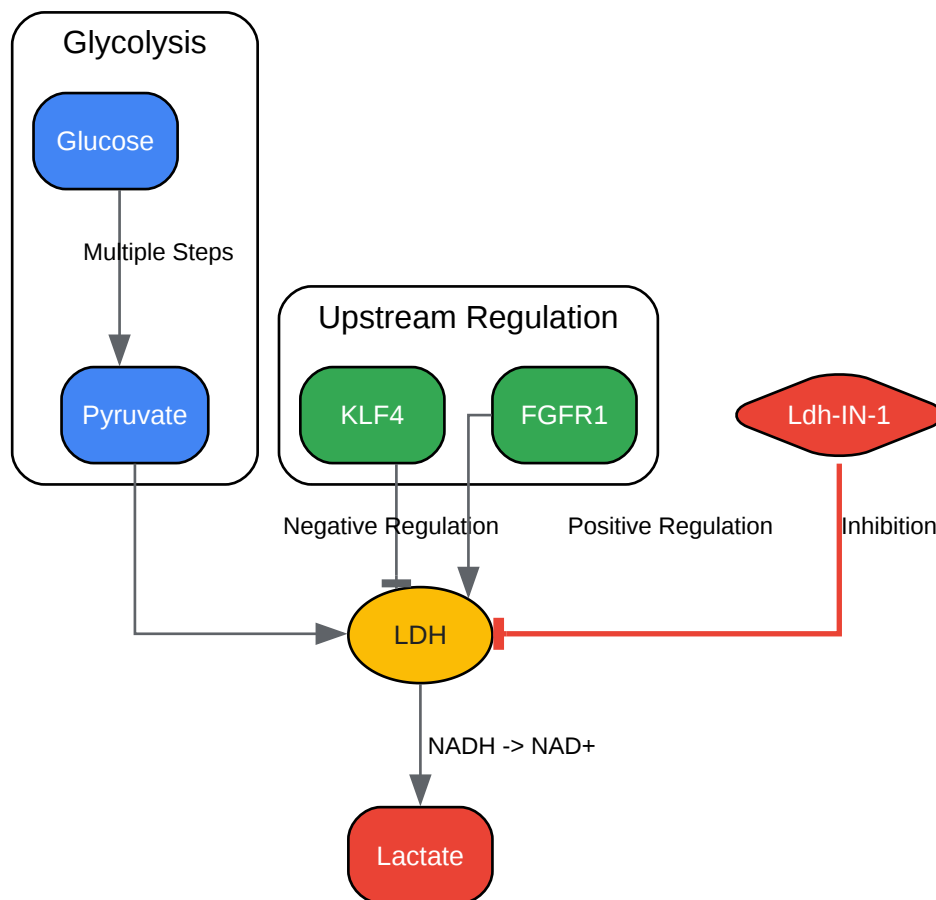 Glycolysis
Glucose
Multiple Steps
Upstream Regulation
Pyruvate
KLF4
FGFR1
Ldh-IN-1
Negative Regulation
Positive Regulation
Inhibition
LDH
NADH -> NAD+
Lactate